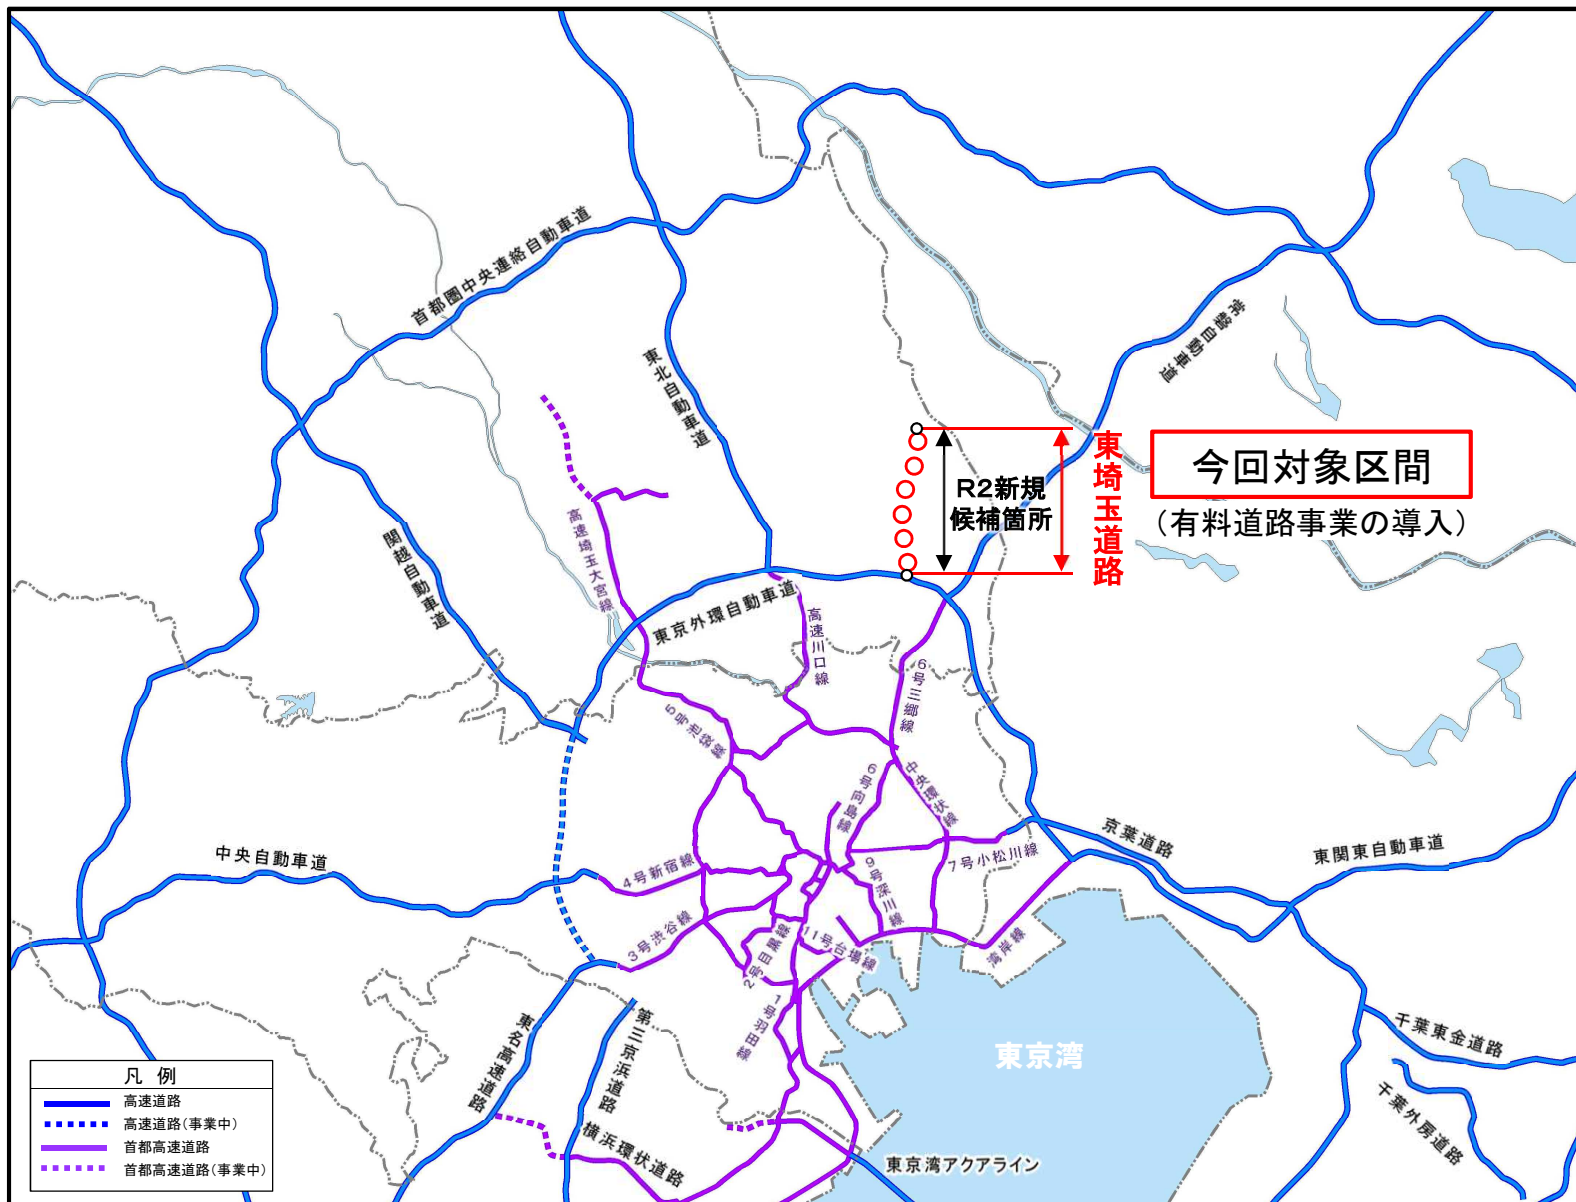 首都圏中央連絡自動車道
東北自動車道
常磐自動車道
東埼玉道路
今回対象区間
(有料道路事業の導入)
R2新規
候補箇所
高速埼玉大宮線
関越自動車道
東京外環自動車道
高速川口線
6号三郷線
5号池袋線
6号向島線
中央環状線
京葉道路
東関東自動車道
中央自動車道
4号新宿線
9号深川線
7号小松川線
3号渋谷線
2号目黒線
11号台場線
湾岸線
1号羽田線
東名高速道路
第三京浜道路
東京湾
千葉東金道路
千葉外房道路
横浜環状道路
東京湾アクアライン
凡 例
高速道路
高速道路(事業中)
首都高速道路
首都高速道路(事業中)